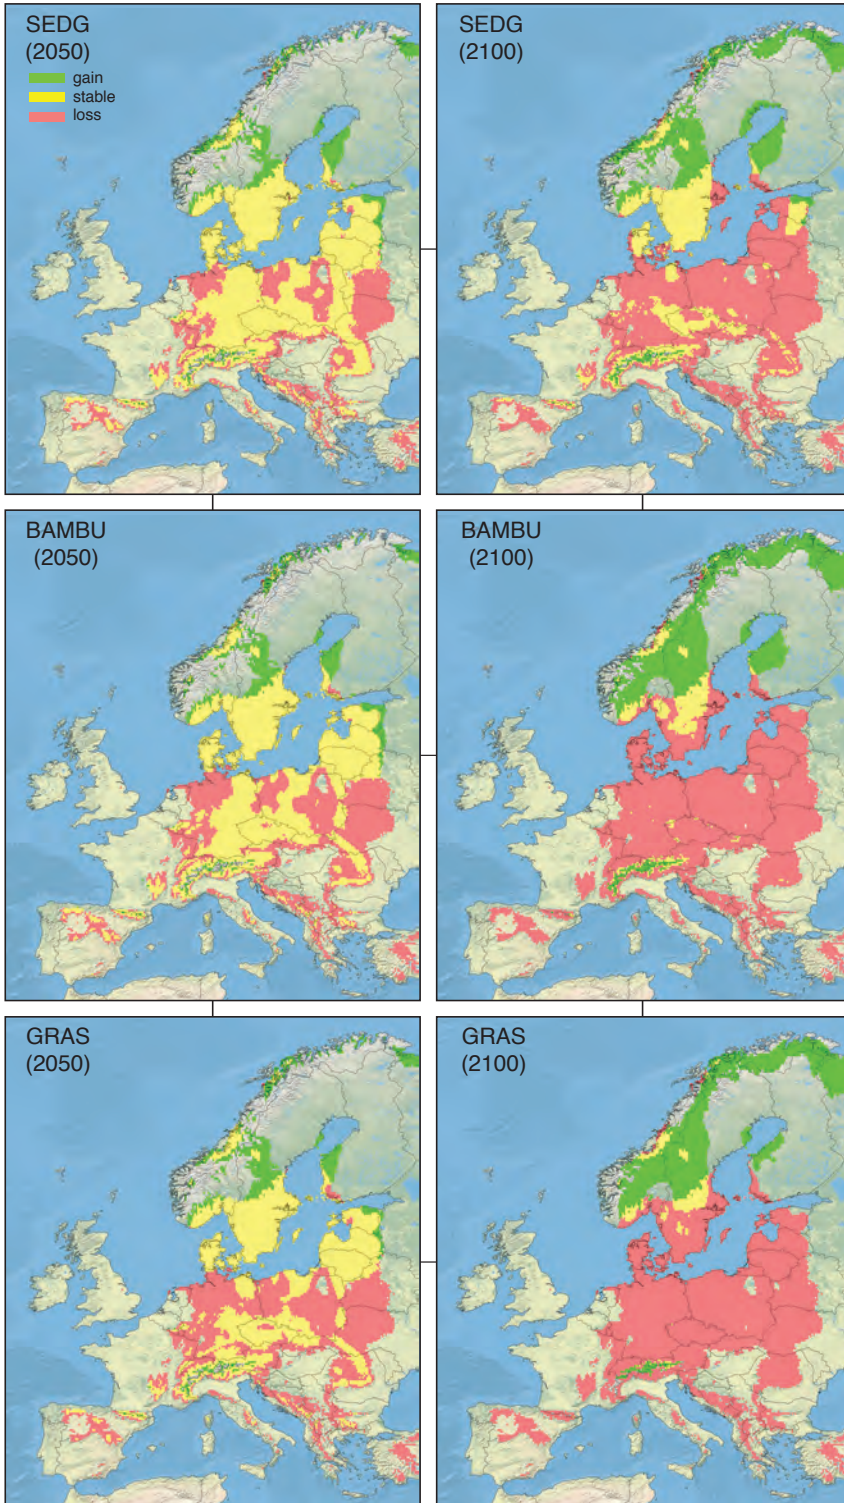 SEDG
(2050)
gain
stable
loss
SEDG
(2100)
BAMBU
(2050)
BAMBU
(2100)
GRAS
(2050)
GRAS
(2100)